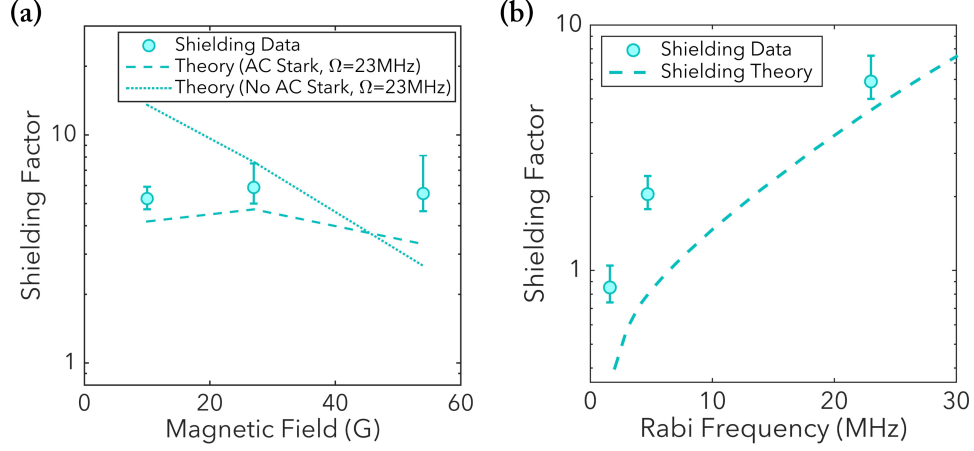 (a)
Shielding Data
Theory (AC Stark, Ω=23MHz)
Theory (No AC Stark, Ω=23MHz)
Shielding Factor
10
1
0
20
40
60
Magnetic Field (G)
(b)
Shielding Data
Shielding Theory
Shielding Factor
10
1
0
10
20
30
Rabi Frequency (MHz)